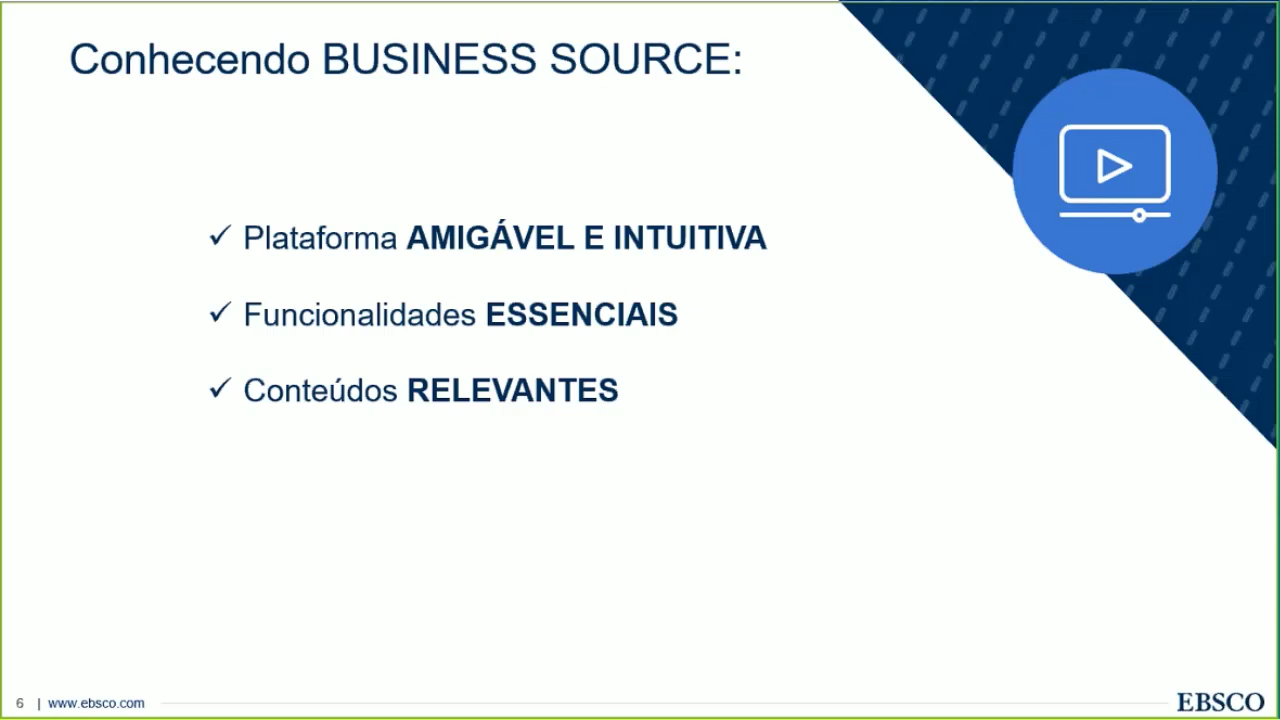 Conhecendo BUSINESS SOURCE:
✓ Plataforma AMIGÁVEL E INTUITIVA
✓ Funcionalidades ESSENCIAIS
✓ Conteúdos RELEVANTES
6 | www.ebsco.com
EBSCO